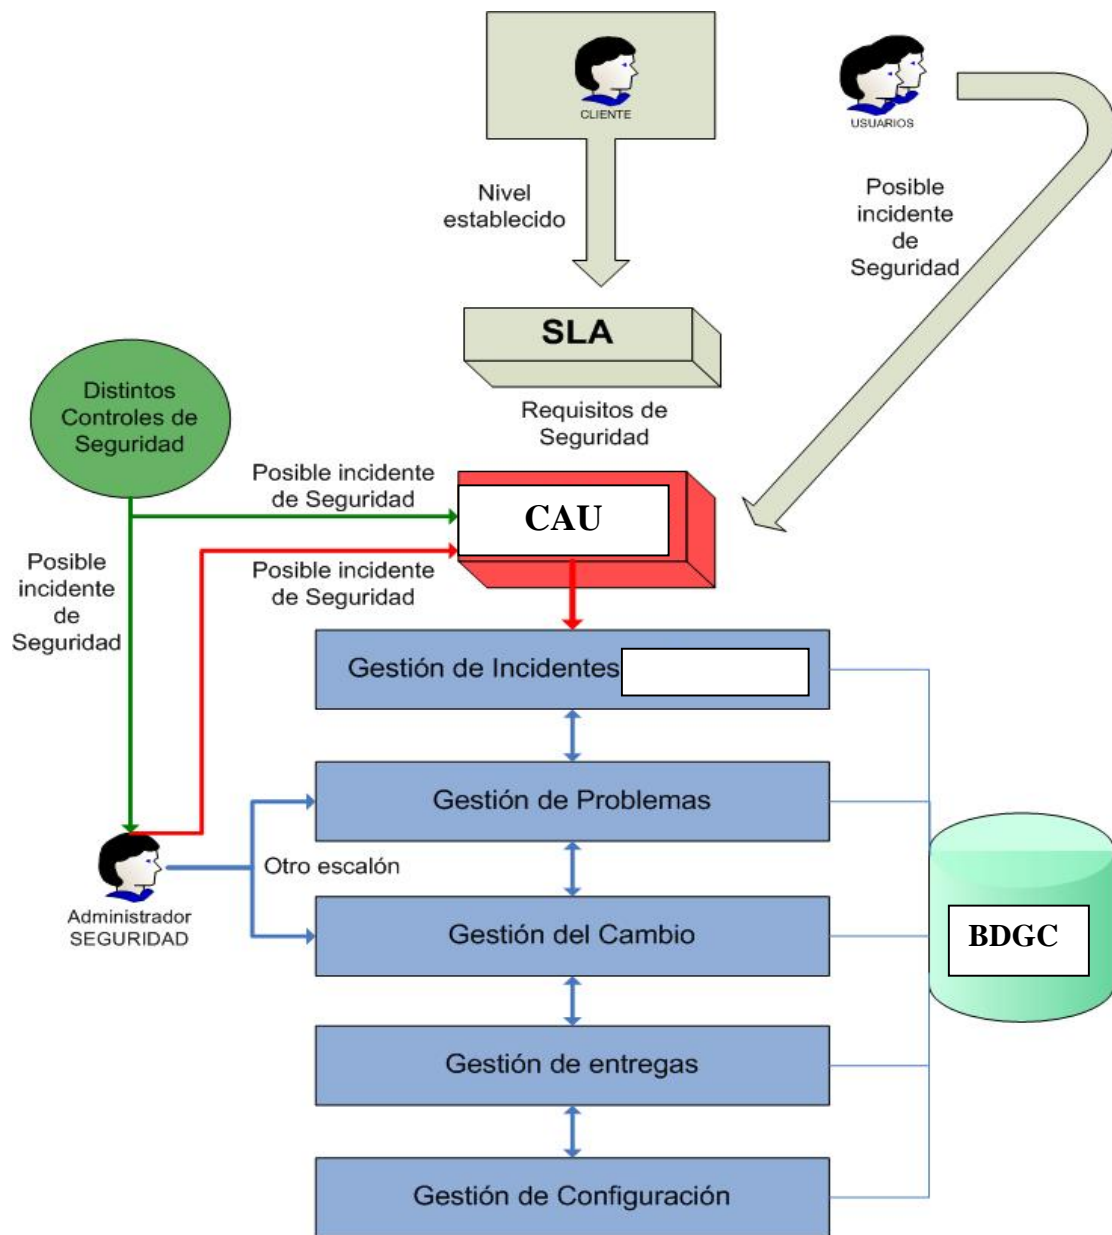 CLIENTE
USUARIOS
Nivel
establecido
Posible
incidente
de
Seguridad
SLA
Requisitos de
Seguridad
Distintos
Controles de
Seguridad
Posible incidente
de Seguridad
CAU
Posible incidente
de Seguridad
Posible
incidente
de
Seguridad
Gestión de Incidentes
Gestión de Problemas
Otro escalón
Administrador
SEGURIDAD
Gestión del Cambio
BDGC
Gestión de entregas
Gestión de Configuración